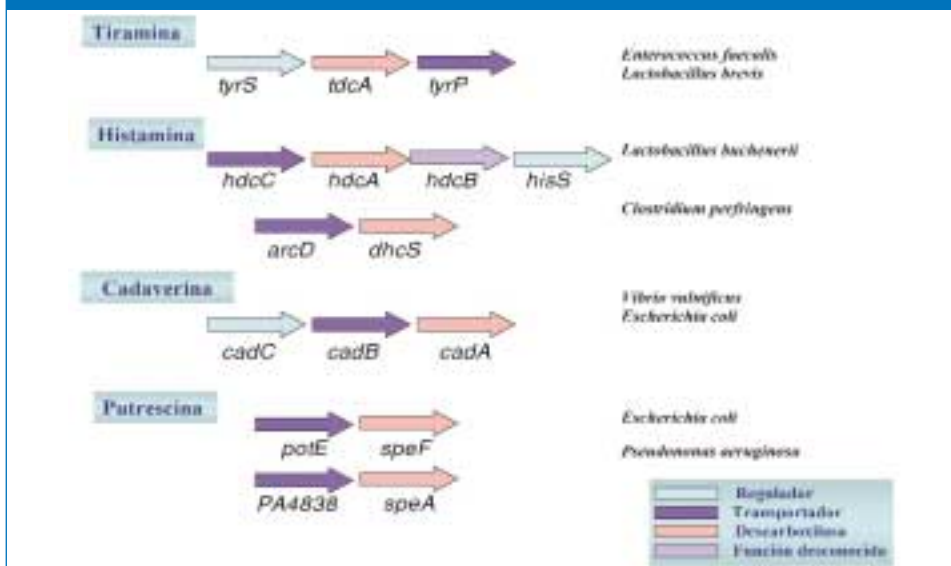 Tiramina
Enterococcus faecalis
Lactobacillus brevis
tyrS tdcA tyrP
Histamina
Lactobacillus buchenerii
hdcC hdcA hdcB hisS
Clostridium perfringens
arcD dhcS
Cadaverina
Vibrio vulnificus
Escherichia coli
cadC cadB cadA
Putrescina
Escherichia coli
potE speF
Pseudononas aeruginosa
PA4838 speA
Regulador
Transportador
Descarboxilasa
Función desconocida